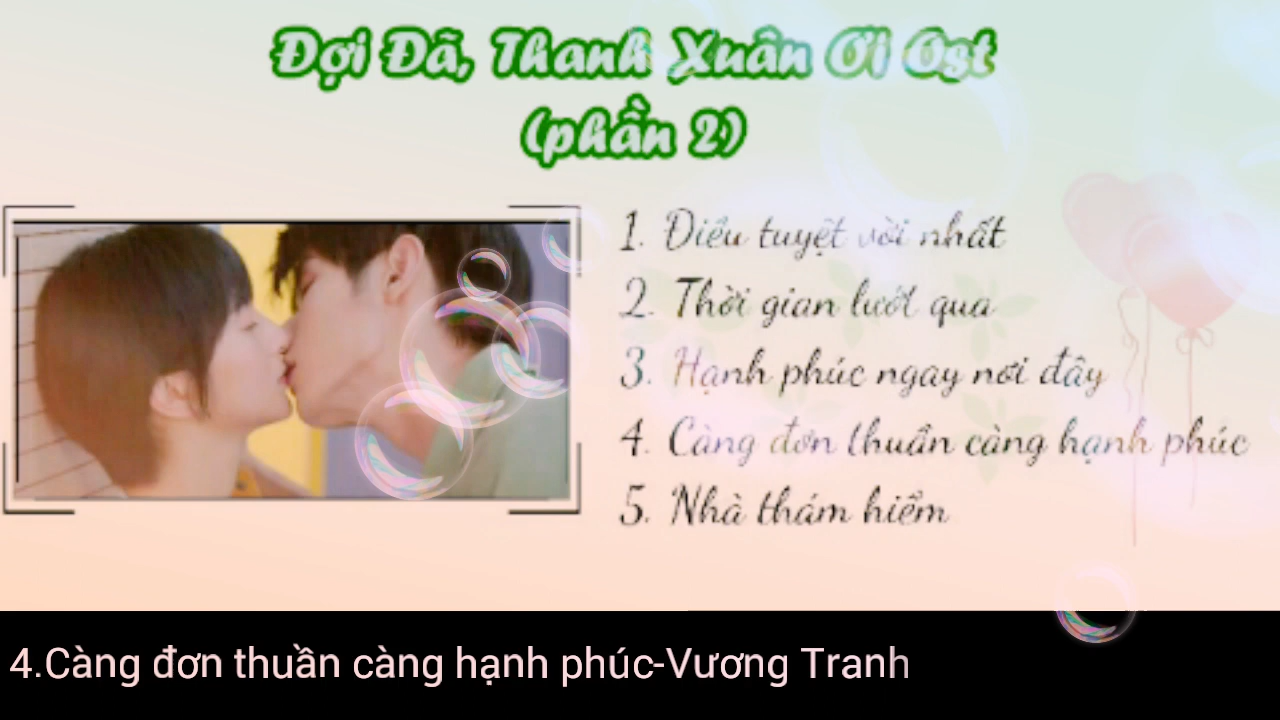 Đợi Đã, Thanh Xuân Ơi Ost
(phần 2)
1. Điều tuyệt vời nhất
2. Thời gian lướt qua
3. Hạnh phúc ngay nơi đây
4. Càng đơn thuần càng hạnh phúc
5. Nhà thám hiểm
4.Càng đơn thuần càng hạnh phúc-Vương Tranh